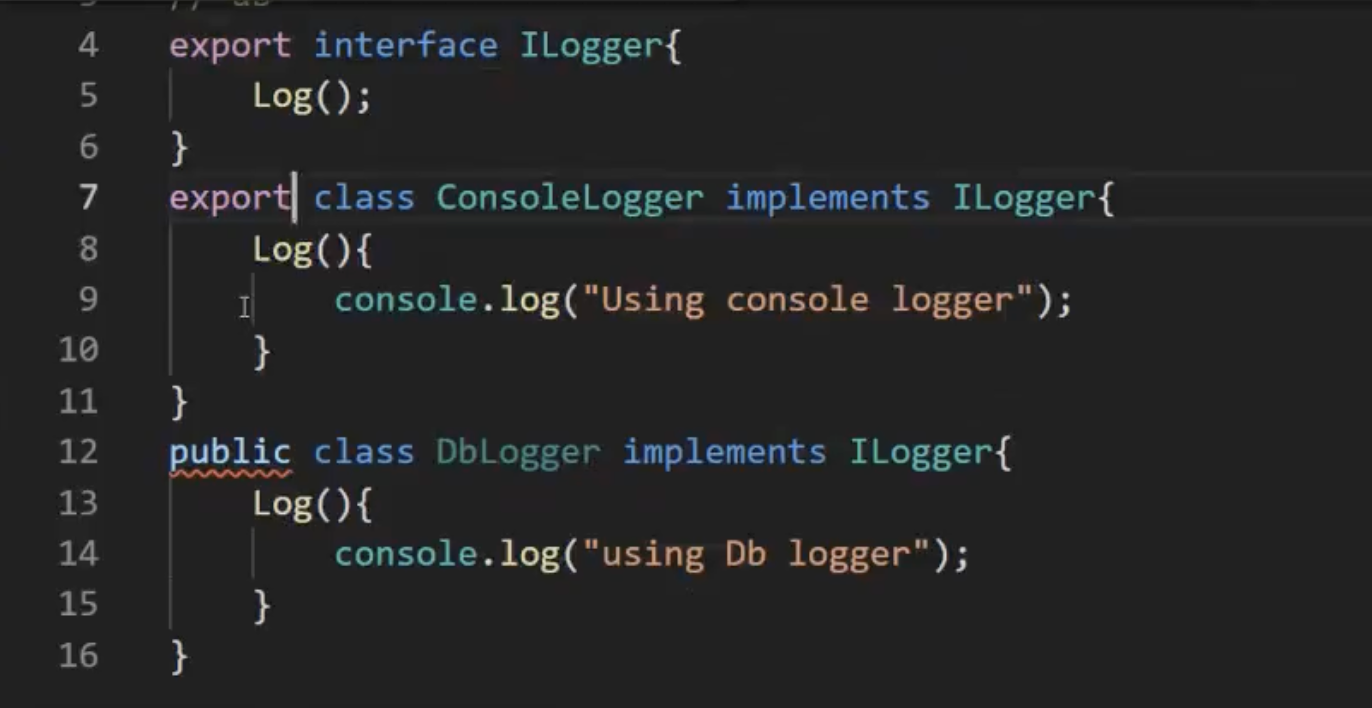 4 export interface ILogger{
5 Log();
6 }
7 export class ConsoleLogger implements ILogger{
8 Log(){
9 console.log("Using console logger");
10 }
11 }
12 public class DbLogger implements ILogger{
13 Log(){
14 console.log("using Db logger");
15 }
16 }